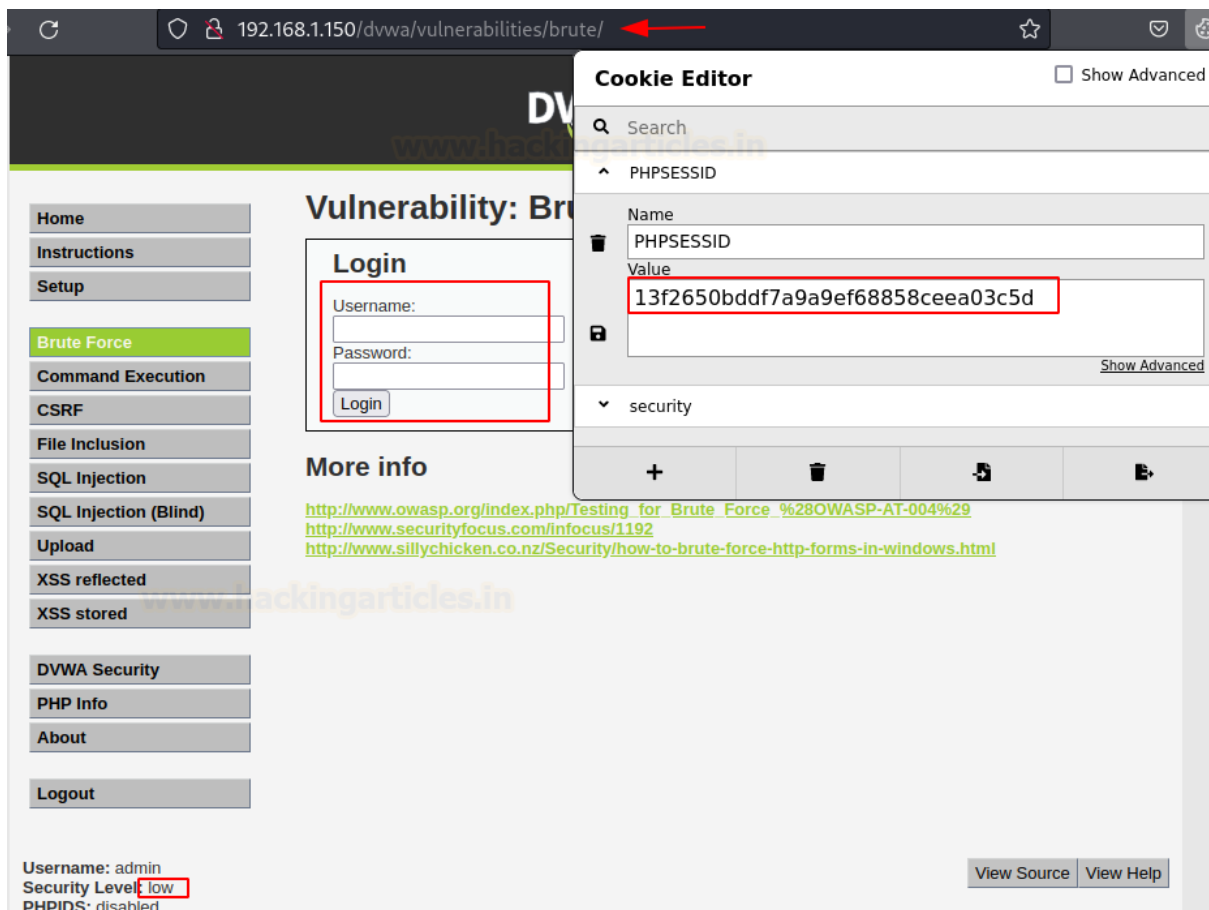 192.168.1.150/dvwa/vulnerabilities/brute/
DV
www.hackingarticles.in
Cookie Editor
Show Advanced
Search
PHPSESSID
Name
PHPSESSID
Value
13f2650bddf7a9a9ef68858ceea03c5d
Show Advanced
security
Home
Instructions
Setup
Brute Force
Command Execution
CSRF
File Inclusion
SQL Injection
SQL Injection (Blind)
Upload
XSS reflected
XSS stored
DVWA Security
PHP Info
About
Logout
Vulnerability: Bru
Login
Username:
Password:
Login
More info
http://www.owasp.org/index.php/Testing_for_Brute_Force_%28OWASP-AT-004%29
http://www.securityfocus.com/infocus/1192
http://www.sillychicken.co.nz/Security/how-to-brute-force-http-forms-in-windows.html
www.hackingarticles.in
Username: admin
Security Level: low
PHPIDS: disabled
View Source
View Help